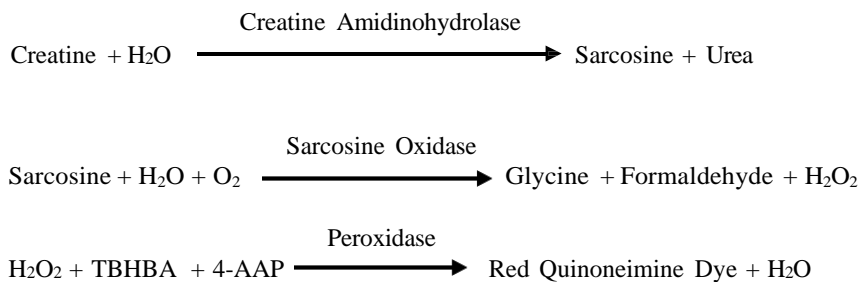 Creatine Amidinohydrolase
Creatine + H₂O Sarcosine + Urea
Sarcosine Oxidase
Sarcosine + H₂O + O₂ Glycine + Formaldehyde + H₂O₂
Peroxidase
H₂O₂ + TBHBA + 4-AAP Red Quinoneimine Dye + H₂O